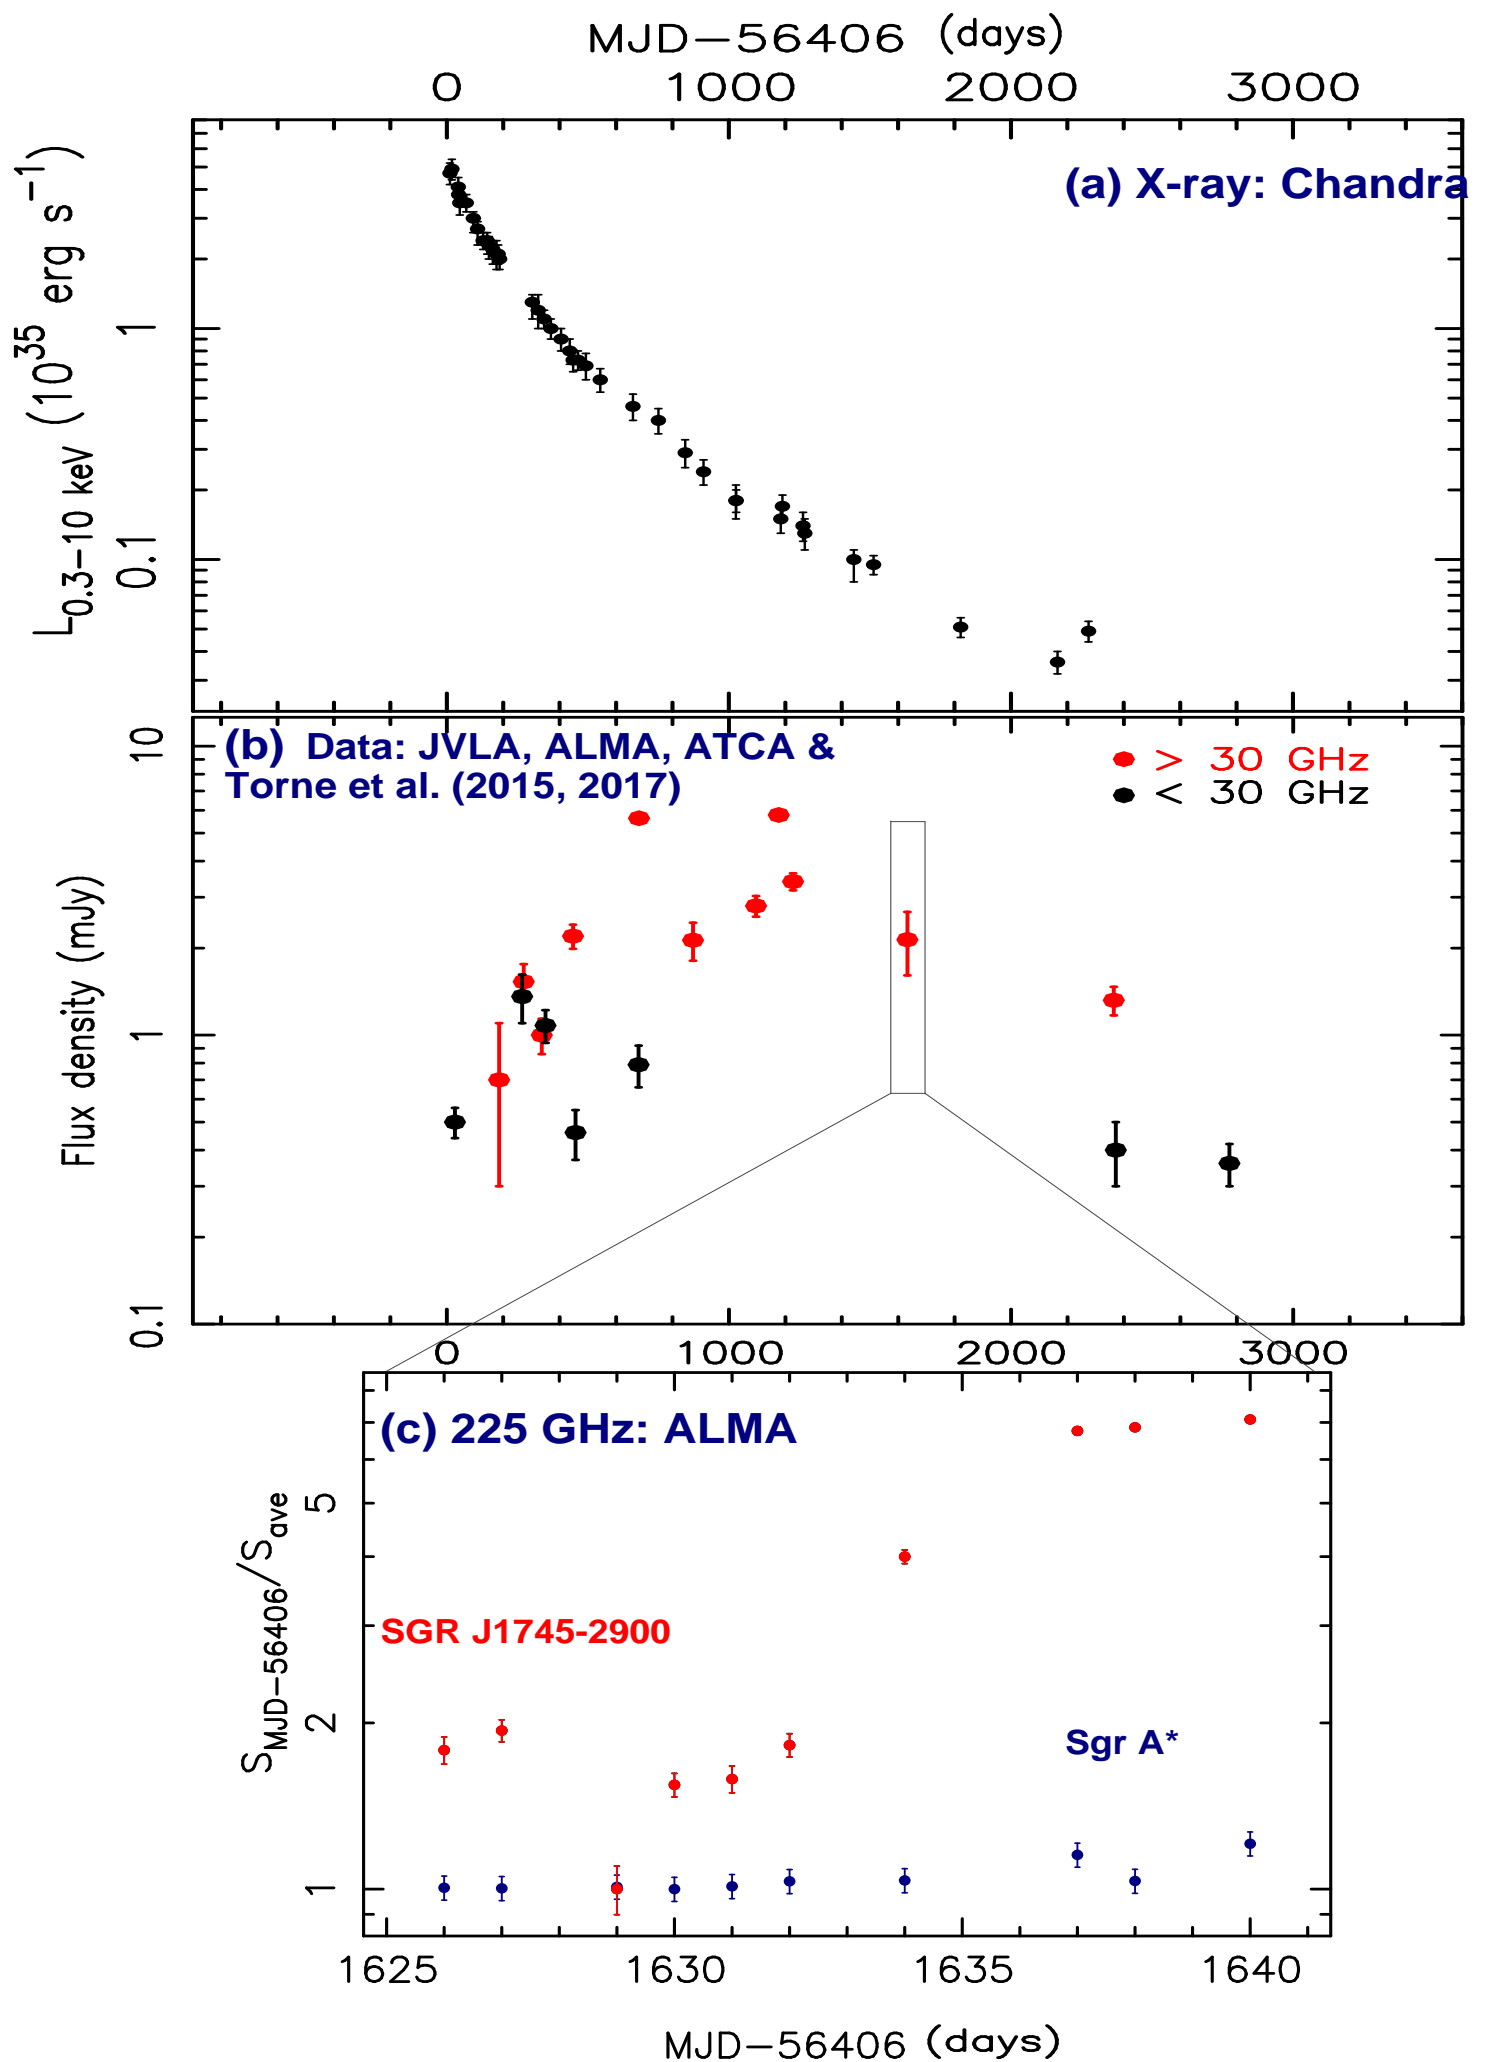 MJD−56406 (days)
0 1000 2000 3000
(a) X-ray: Chandra
L0.3−10 keV (10^35 erg s^−1)
1
0.1
(b) Data: JVLA, ALMA, ATCA &
Torne et al. (2015, 2017)
> 30 GHz
< 30 GHz
Flux density (mJy)
10
1
0.1
0 1000 2000 3000
(c) 225 GHz: ALMA
SMJD−56406/Save
5
2
1
SGR J1745-2900
Sgr A*
1625 1630 1635 1640
MJD−56406 (days)